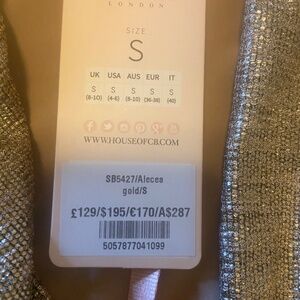 LONDON
SIZE
S
UK USA AUS EUR IT
S S S S S
(8-10) (4-6) (8-10) (36-38) (40)
WWW.HOUSEOFCB.COM
SB5427/Alecea
gold/S
£129/$195/€170/A$287
5057877041099